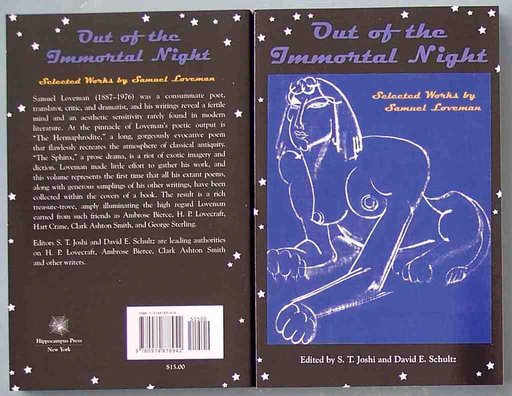 Out of the
Immortal Night
Selected Works by Samuel Loveman
Samuel Loveman (1887–1976) was a consummate poet,
translator, critic, and dramatist, and his writings reveal a fertile
mind and an aesthetic sensitivity rarely found in modern
literature. At the pinnacle of Loveman's poetic output is
"The Hermaphrodite," a long, gorgeously evocative poem
that flawlessly recreates the atmosphere of classical antiquity.
"The Sphinx," a prose drama, is a riot of exotic imagery and
diction. Loveman made little effort to gather his work, and
this volume represents the first time that all his extant poems,
along with generous samplings of his other writings, have been
collected within the covers of a book. The result is a rich
treasure-trove, amply illuminating the high regard Loveman
earned from such friends as Ambrose Bierce, H. P. Lovecraft,
Hart Crane, Clark Ashton Smith, and George Sterling.
Editors S. T. Joshi and David E. Schultz are leading authorities
on H. P. Lovecraft, Ambrose Bierce, Clark Ashton Smith
and other writers.
Hippocampus Press
New York
$15.00
Out of the
Immortal Night
Selected Works by
Samuel Loveman
Edited by S. T. Joshi and David E. Schultz